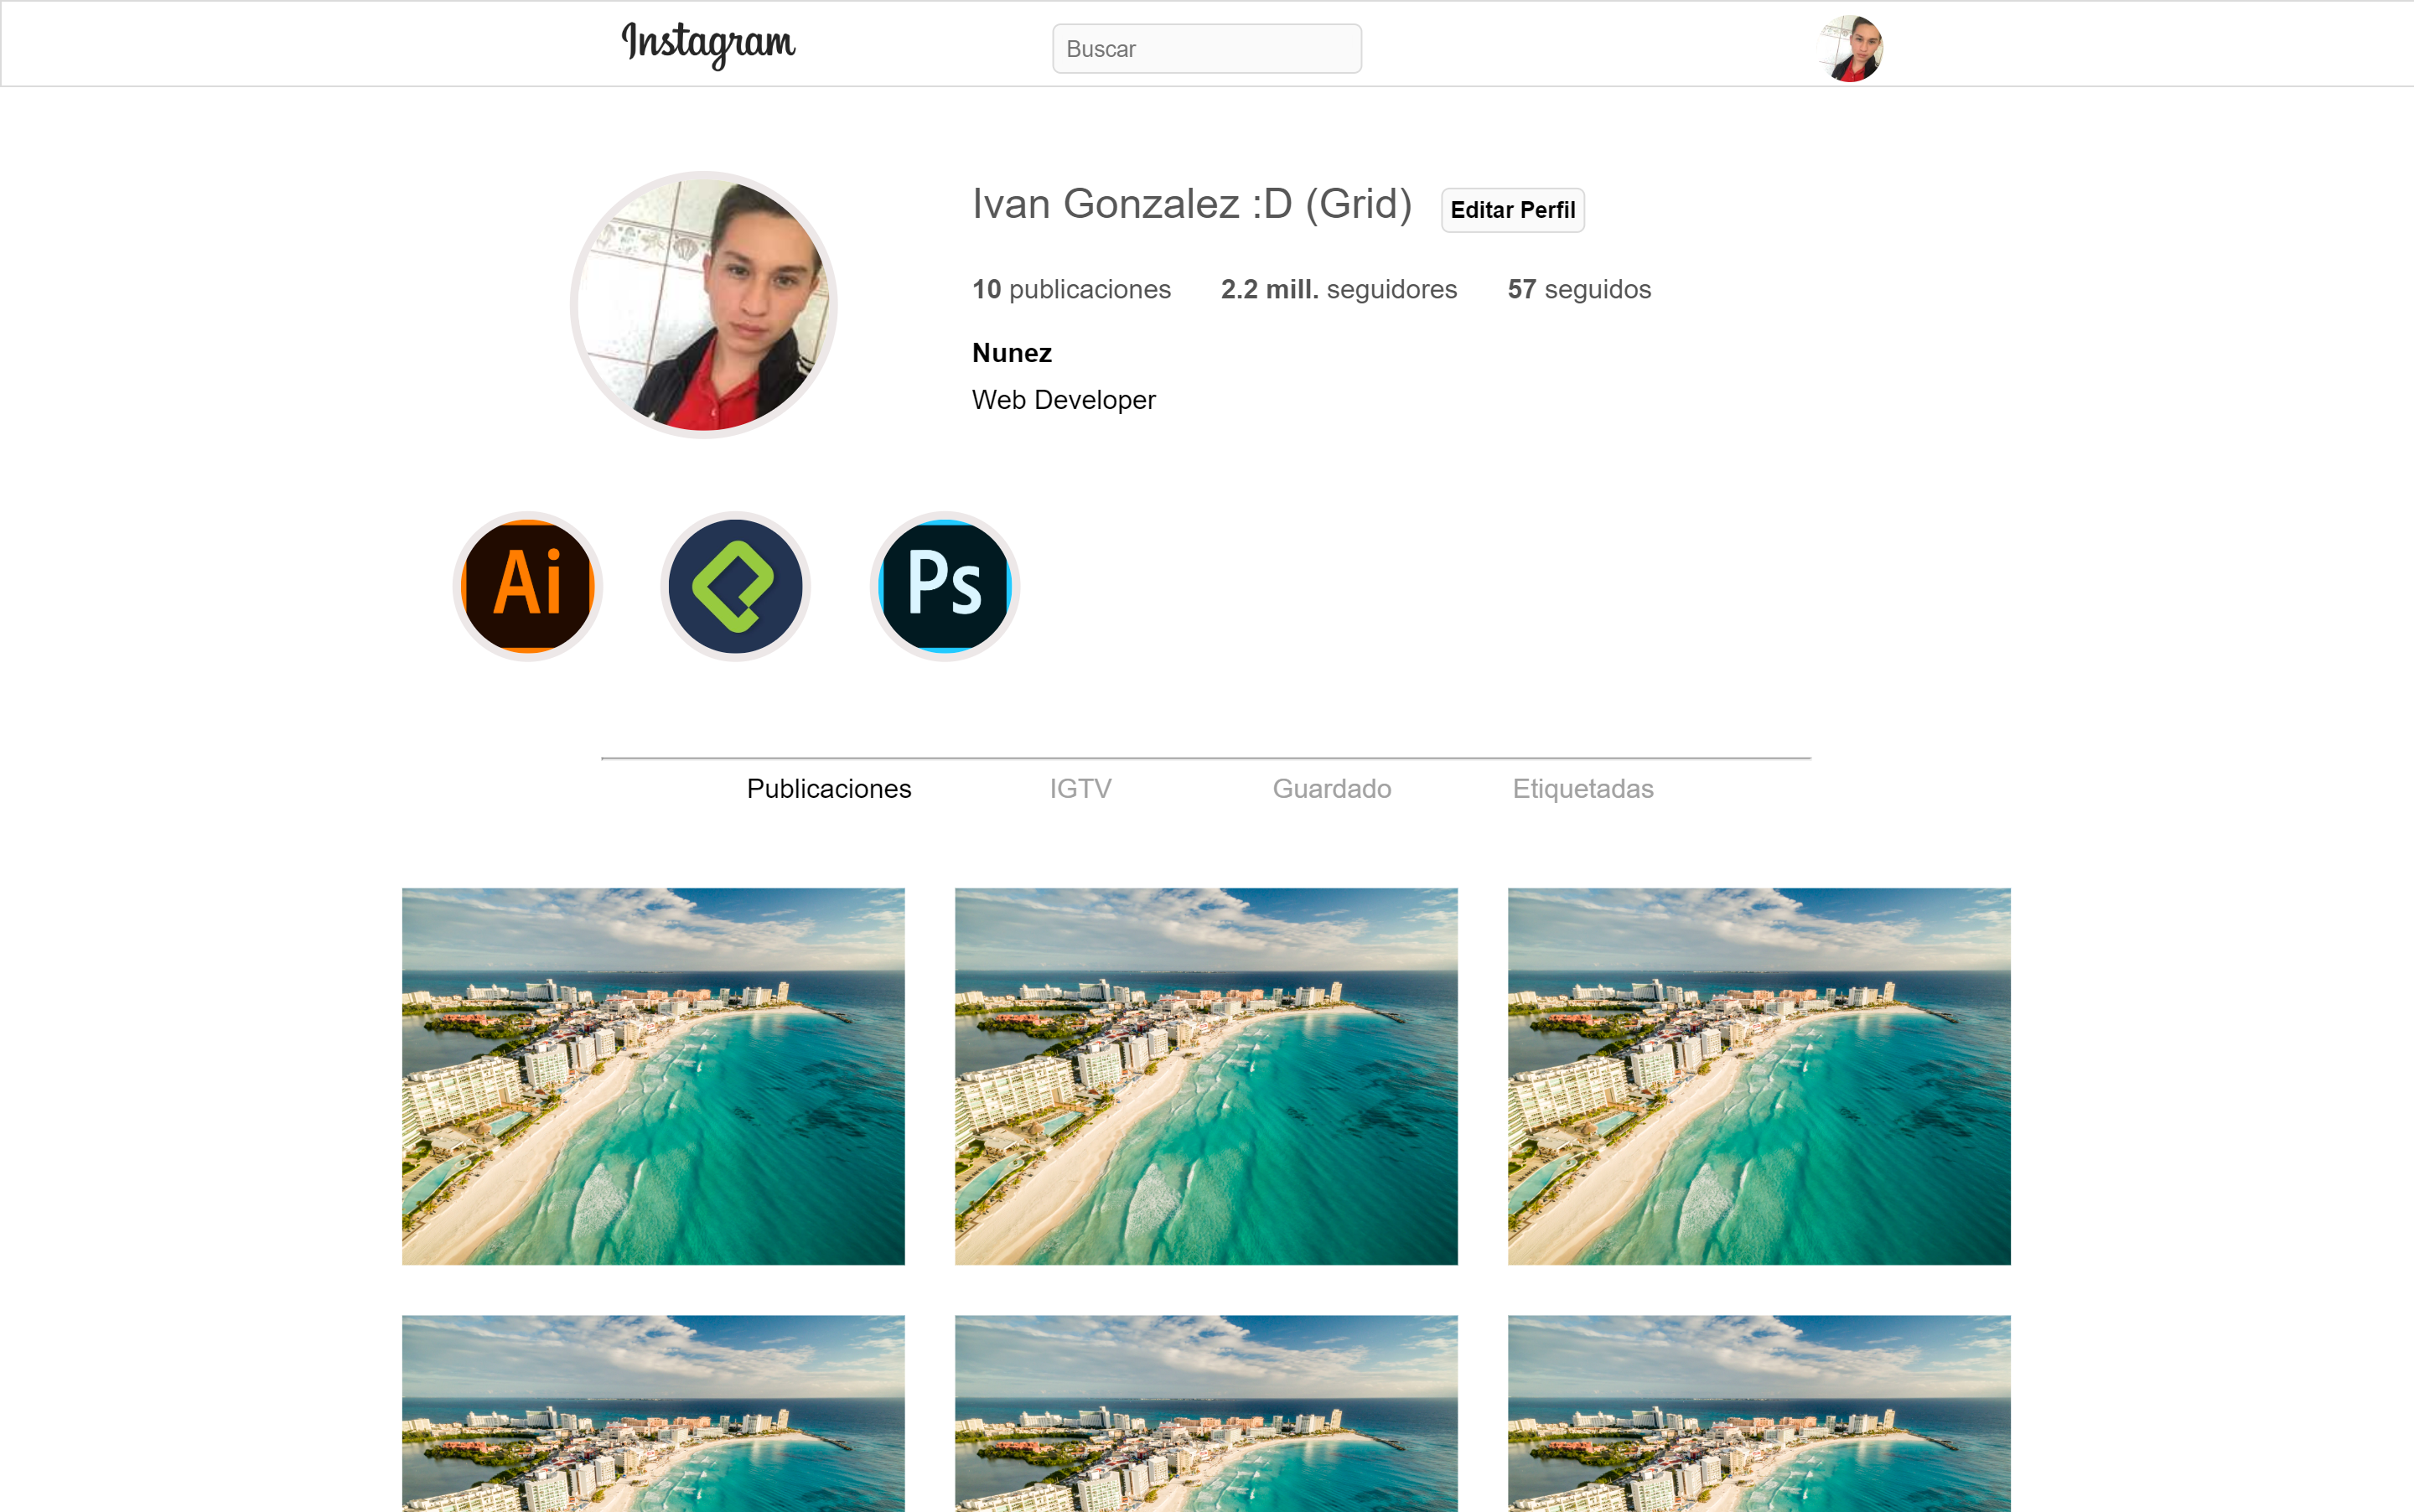 Instagram
Buscar
Ivan Gonzalez :D (Grid)
Editar Perfil
10 publicaciones 2.2 mill. seguidores 57 seguidos
Nunez
Web Developer
Ai
Ps
Publicaciones IGTV Guardado Etiquetadas